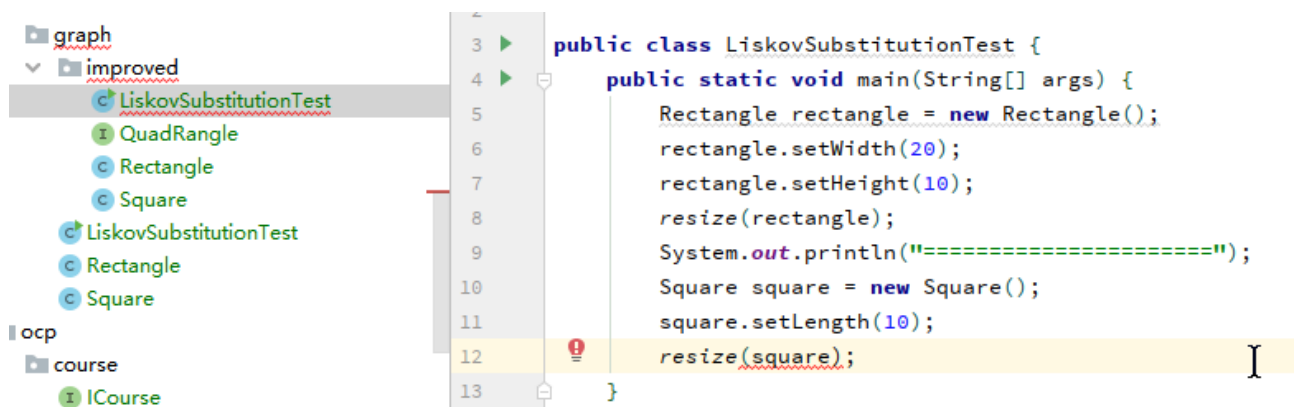 graph
improved
LiskovSubstitutionTest
QuadRangle
Rectangle
Square
LiskovSubstitutionTest
Rectangle
Square
ocp
course
ICourse
3 public class LiskovSubstitutionTest {
4 public static void main(String[] args) {
5 Rectangle rectangle = new Rectangle();
6 rectangle.setWidth(20);
7 rectangle.setHeight(10);
8 resize(rectangle);
9 System.out.println("======================");
10 Square square = new Square();
11 square.setLength(10);
12 resize(square);
13 }